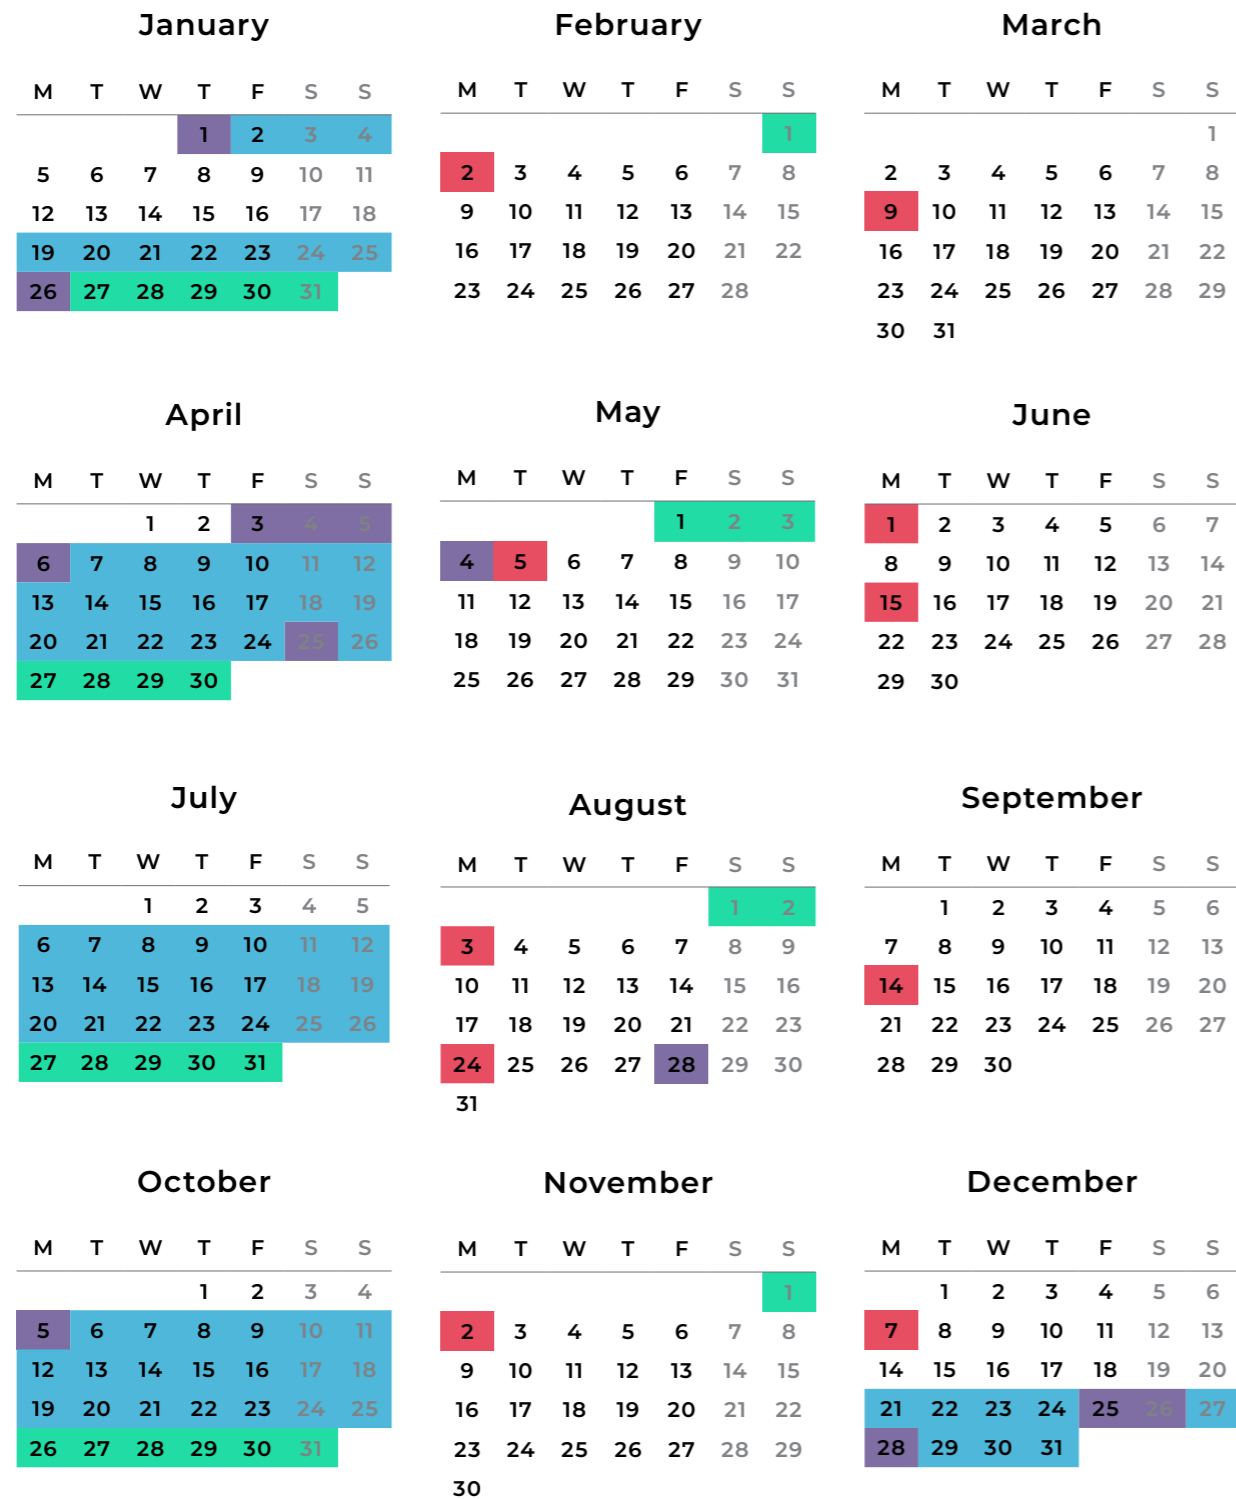 January
M T W T F S S
1 2 3 4
5 6 7 8 9 10 11
12 13 14 15 16 17 18
19 20 21 22 23 24 25
26 27 28 29 30 31
February
M T W T F S S
1
2 3 4 5 6 7 8
9 10 11 12 13 14 15
16 17 18 19 20 21 22
23 24 25 26 27 28
March
M T W T F S S
1
2 3 4 5 6 7 8
9 10 11 12 13 14 15
16 17 18 19 20 21 22
23 24 25 26 27 28 29
30 31
April
M T W T F S S
1 2 3 4 5
6 7 8 9 10 11 12
13 14 15 16 17 18 19
20 21 22 23 24 25 26
27 28 29 30
May
M T W T F S S
1 2 3
4 5 6 7 8 9 10
11 12 13 14 15 16 17
18 19 20 21 22 23 24
25 26 27 28 29 30 31
June
M T W T F S S
1 2 3 4 5 6 7
8 9 10 11 12 13 14
15 16 17 18 19 20 21
22 23 24 25 26 27 28
29 30
July
M T W T F S S
1 2 3 4 5
6 7 8 9 10 11 12
13 14 15 16 17 18 19
20 21 22 23 24 25 26
27 28 29 30 31
August
M T W T F S S
1 2
3 4 5 6 7 8 9
10 11 12 13 14 15 16
17 18 19 20 21 22 23
24 25 26 27 28 29 30
31
September
M T W T F S S
1 2 3 4 5 6
7 8 9 10 11 12 13
14 15 16 17 18 19 20
21 22 23 24 25 26 27
28 29 30
October
M T W T F S S
1 2 3 4
5 6 7 8 9 10 11
12 13 14 15 16 17 18
19 20 21 22 23 24 25
26 27 28 29 30 31
November
M T W T F S S
1
2 3 4 5 6 7 8
9 10 11 12 13 14 15
16 17 18 19 20 21 22
23 24 25 26 27 28 29
30
December
M T W T F S S
1 2 3 4 5 6
7 8 9 10 11 12 13
14 15 16 17 18 19 20
21 22 23 24 25 26 27
28 29 30 31